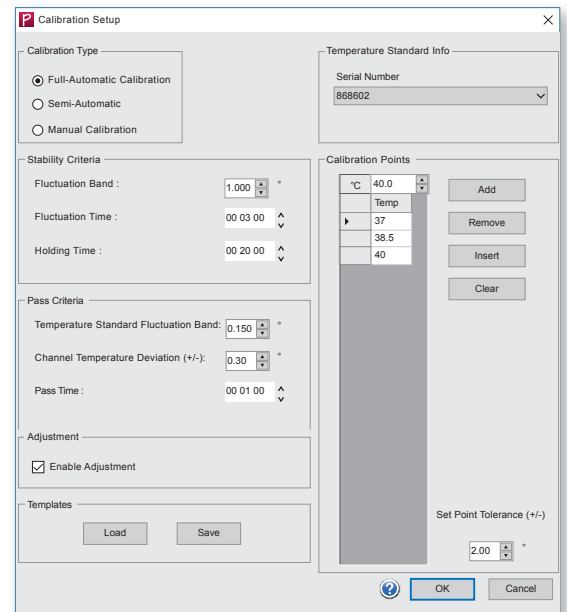 P Calibration Setup
Calibration Type
Full-Automatic Calibration
Semi-Automatic
Manual Calibration
Temperature Standard Info
Serial Number
868602
Stability Criteria
Fluctuation Band : 1.000 °
Fluctuation Time : 00 03 00
Holding Time : 00 20 00
Pass Criteria
Temperature Standard Fluctuation Band: 0.150 °
Channel Temperature Deviation (+/-): 0.30 °
Pass Time : 00 01 00
Adjustment
Enable Adjustment
Templates
Load Save
Calibration Points
°C 40.0
Temp
37
38.5
40
Add
Remove
Insert
Clear
Set Point Tolerance (+/-)
2.00 °
? OK Cancel